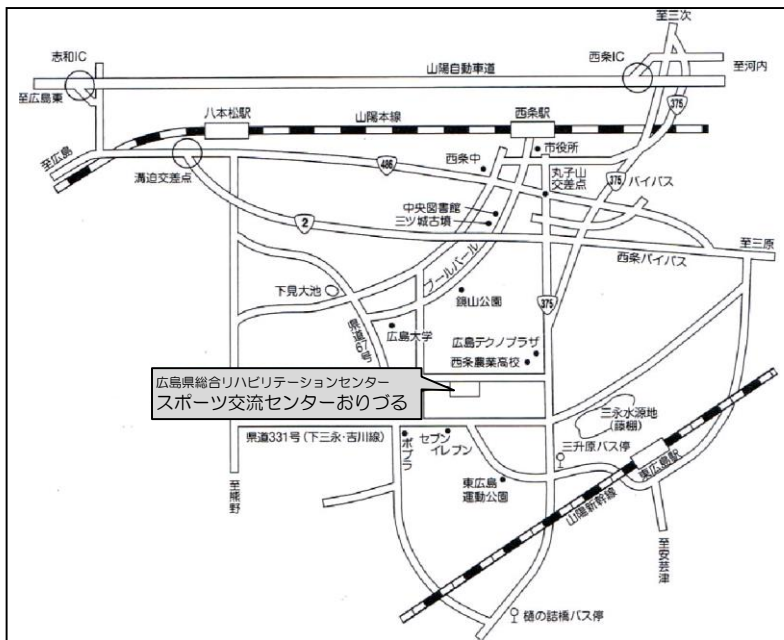 至三次
志和IC
西条IC
山陽自動車道
至河内
至広島東
375
八本松駅
山陽本線
西条駅
市役所
至広島
溝迫交差点
486
西条中
丸子山
交差点
375
バイパス
中央図書館
三ツ城古墳
2
ブールバール
至三原
西条バイパス
下見大池
鏡山公園
375
広島大学
広島テクノプラザ
西条農業高校
広島県総合リハビリテーションセンター
スポーツ交流センターおりづる
三永水源地
(藤棚)
県道331号(下三永・吉川線)
ポプラ
セブン
イレブン
三升原バス停
東広島駅
東広島
運動公園
山陽新幹線
至熊野
至安芸津
樋の詰橋バス停